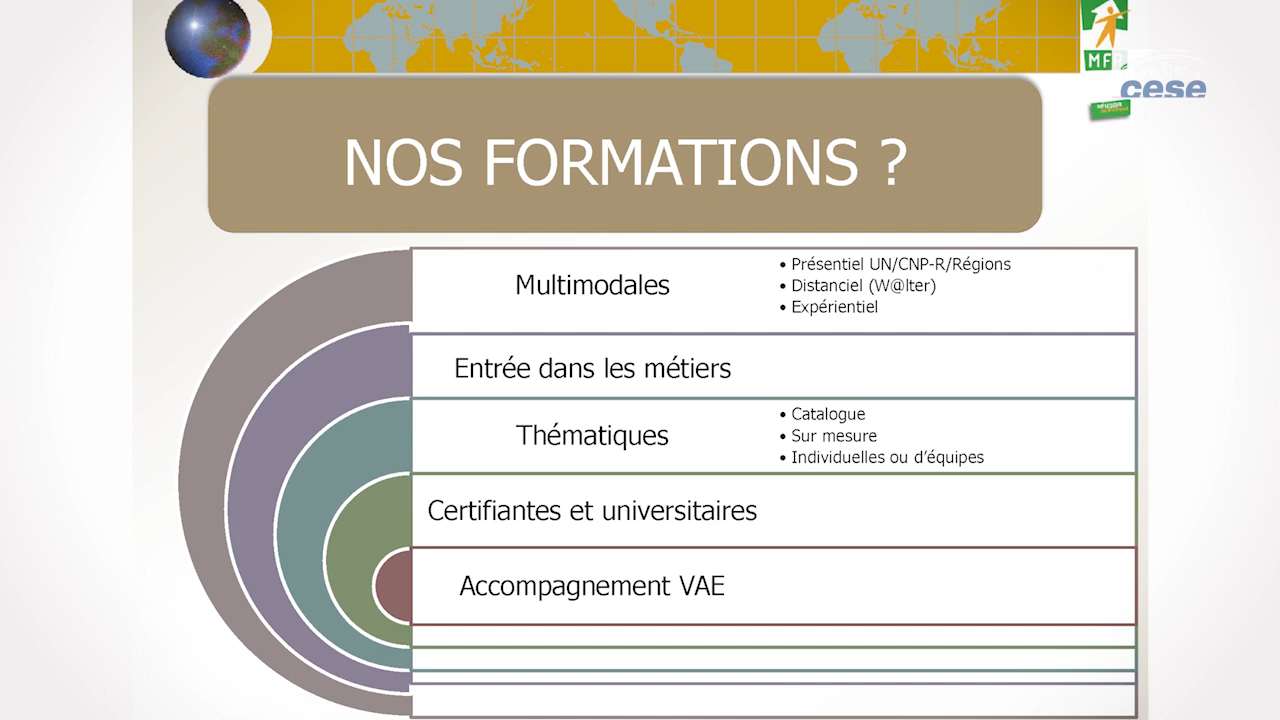 MFR
cese
NOS FORMATIONS ?
Multimodales
• Présentiel UN/CNP-R/Régions
• Distanciel (W@lter)
• Expérientiel
Entrée dans les métiers
Thématiques
• Catalogue
• Sur mesure
• Individuelles ou d'équipes
Certifiantes et universitaires
Accompagnement VAE